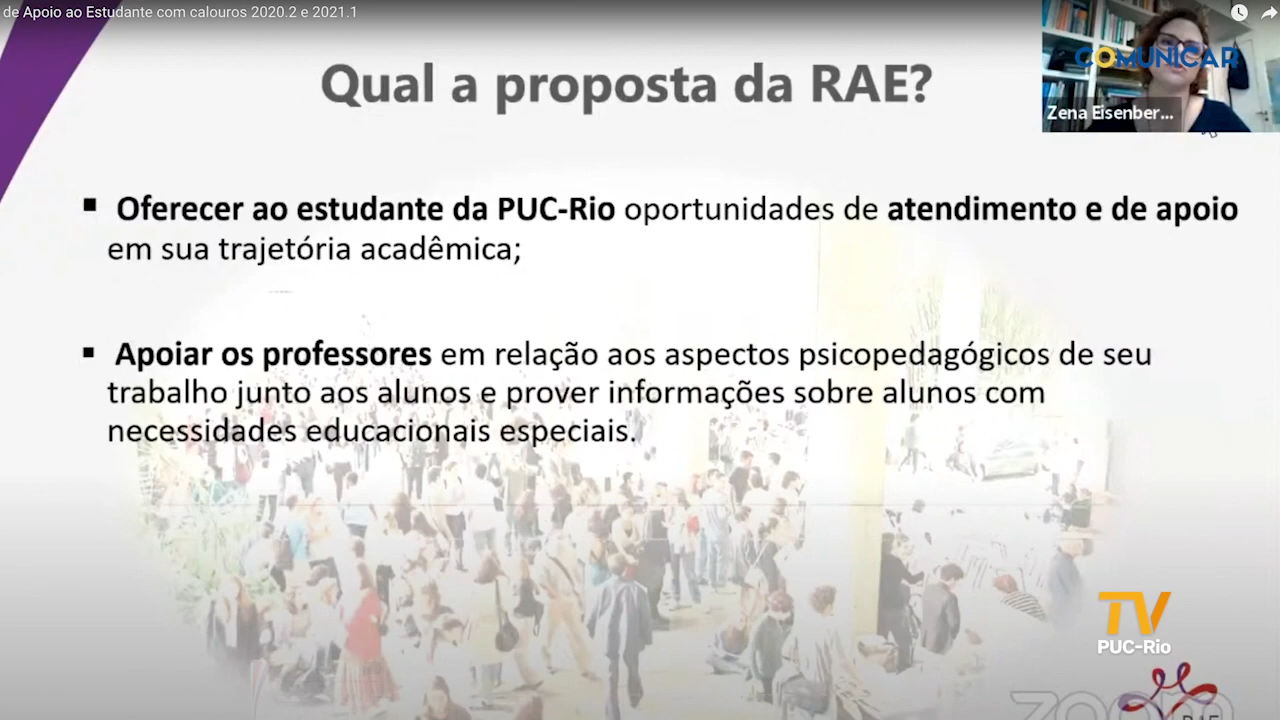 de Apoio ao Estudante com calouros 2020.2 e 2021.1
COMUNICAR
Zena Eisenber...
Qual a proposta da RAE?
▪ Oferecer ao estudante da PUC-Rio oportunidades de atendimento e de apoio
em sua trajetória acadêmica;
▪ Apoiar os professores em relação aos aspectos psicopedagógicos de seu
trabalho junto aos alunos e prover informações sobre alunos com
necessidades educacionais especiais.
TV
PUC-Rio
zoom